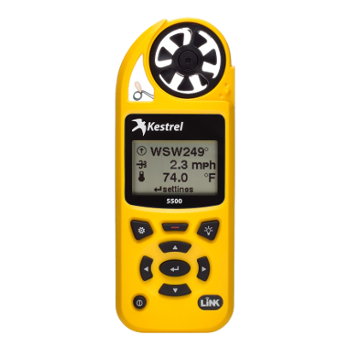 Kestrel
WSW249°
2.3 mph
74.0 °F
↵settings
5500
LiNK